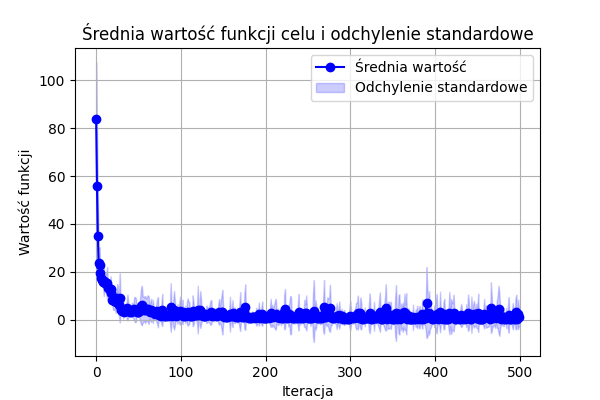 Średnia wartość funkcji celu i odchylenie standardowe
Średnia wartość
Odchylenie standardowe
Wartość funkcji
100
80
60
40
20
0
0 100 200 300 400 500
Iteracja